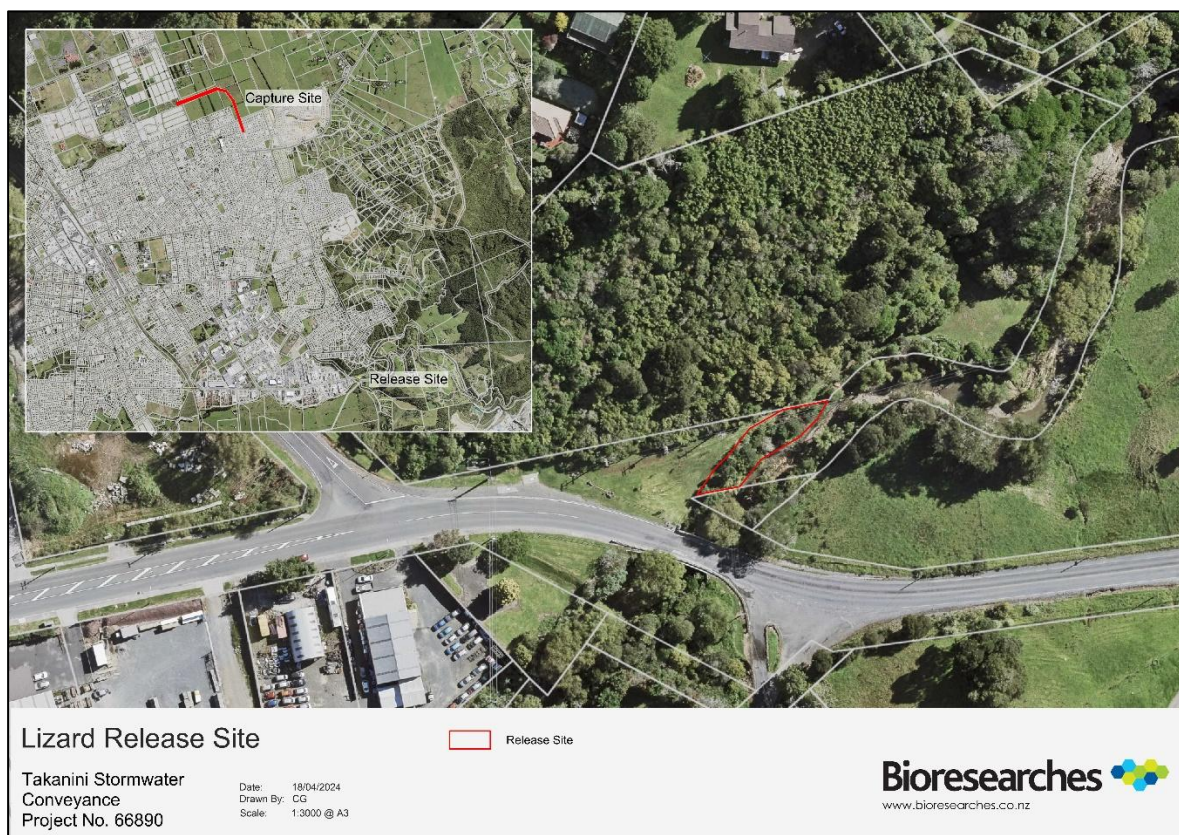 Capture Site
Release Site
Lizard Release Site
Takanini Stormwater
Conveyance
Project No. 66890
Date: 18/04/2024
Drawn By: CG
Scale: 1:3000 @ A3
Release Site
Bioresearches
www.bioresearches.co.nz